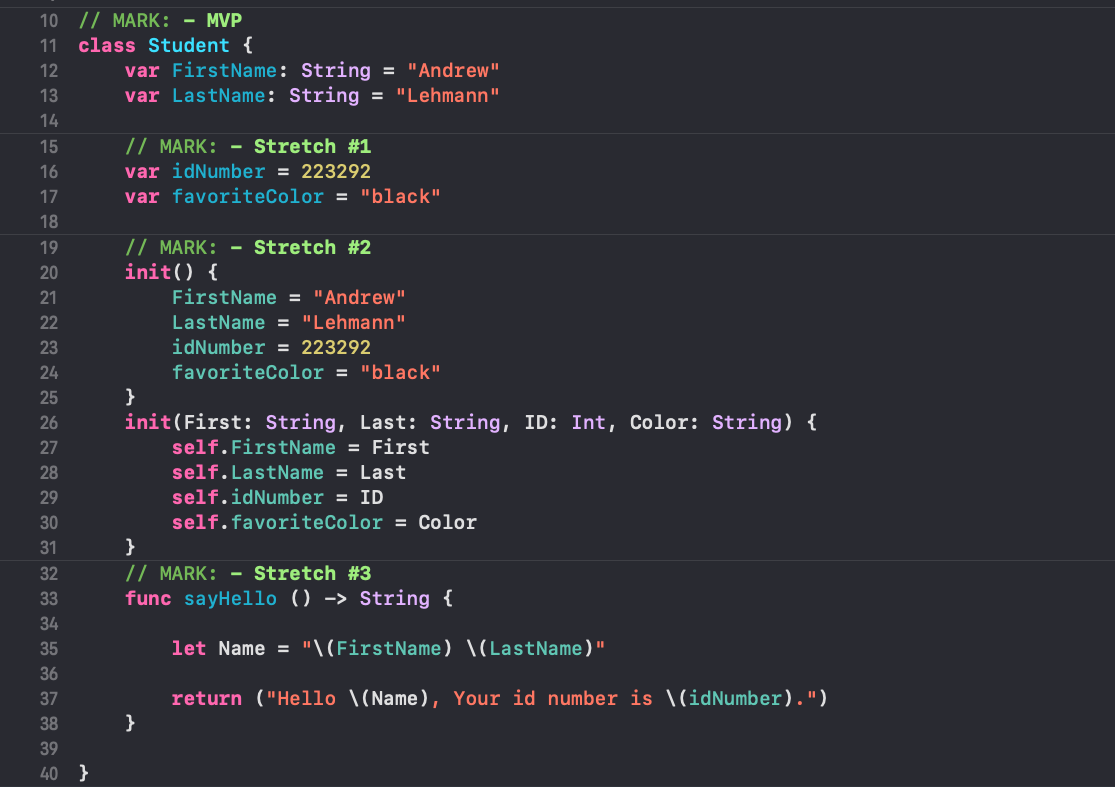 10 // MARK: - MVP
11 class Student {
12     var FirstName: String = "Andrew"
13     var LastName: String = "Lehmann"
14
15     // MARK: - Stretch #1
16     var idNumber = 223292
17     var favoriteColor = "black"
18
19     // MARK: - Stretch #2
20     init() {
21         FirstName = "Andrew"
22         LastName = "Lehmann"
23         idNumber = 223292
24         favoriteColor = "black"
25     }
26     init(First: String, Last: String, ID: Int, Color: String) {
27         self.FirstName = First
28         self.LastName = Last
29         self.idNumber = ID
30         self.favoriteColor = Color
31     }
32     // MARK: - Stretch #3
33     func sayHello () -> String {
34
35         let Name = "\(FirstName) \(LastName)"
36
37         return ("Hello \(Name), Your id number is \(idNumber).")
38     }
39
40 }